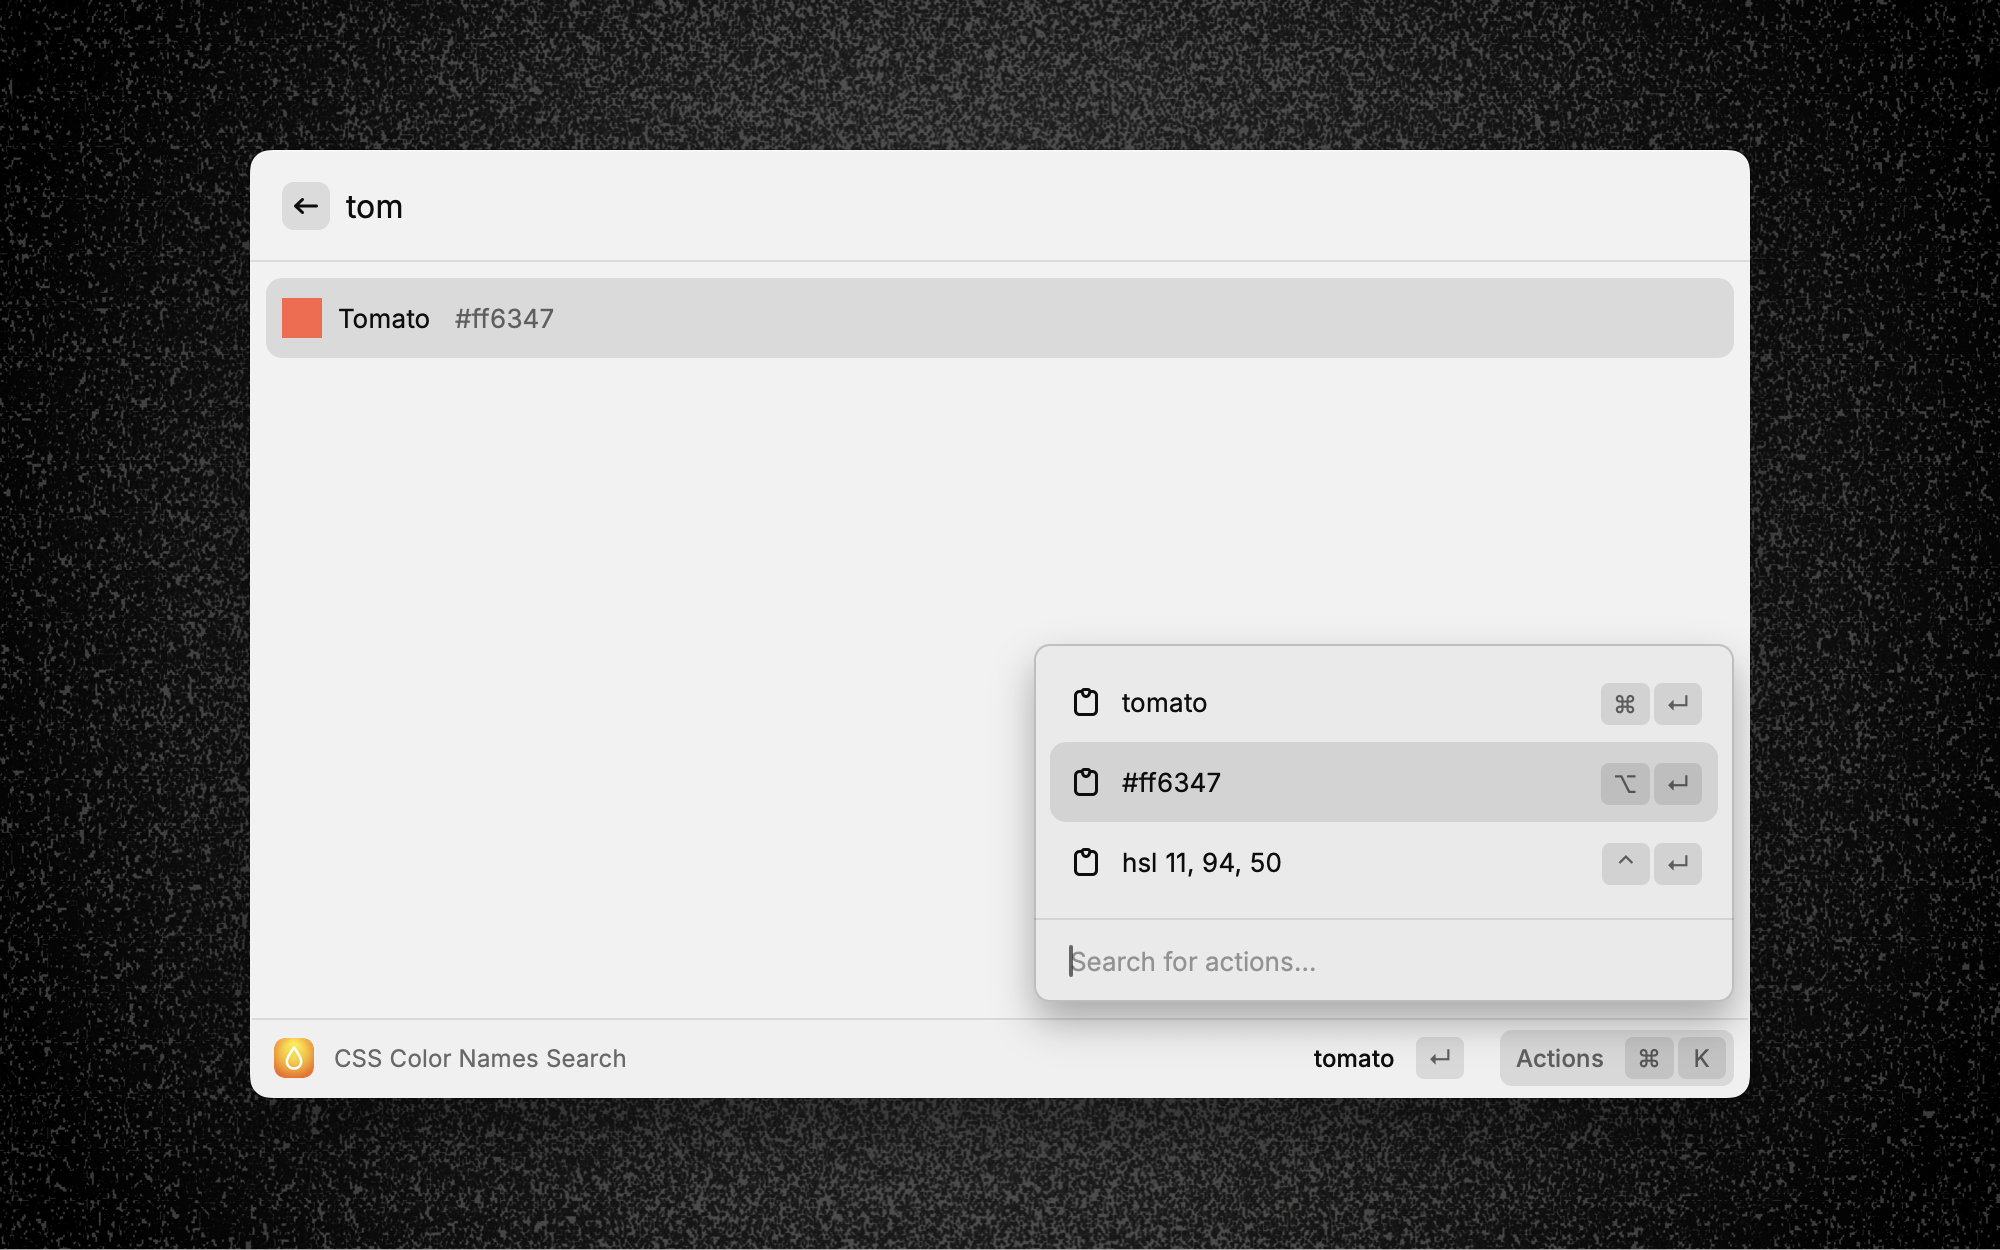 tom
Tomato #ff6347
tomato ⌘ ↵
#ff6347 ⌥ ↵
hsl 11, 94, 50 ^ ↵
Search for actions...
CSS Color Names Search tomato ↵ Actions ⌘ K